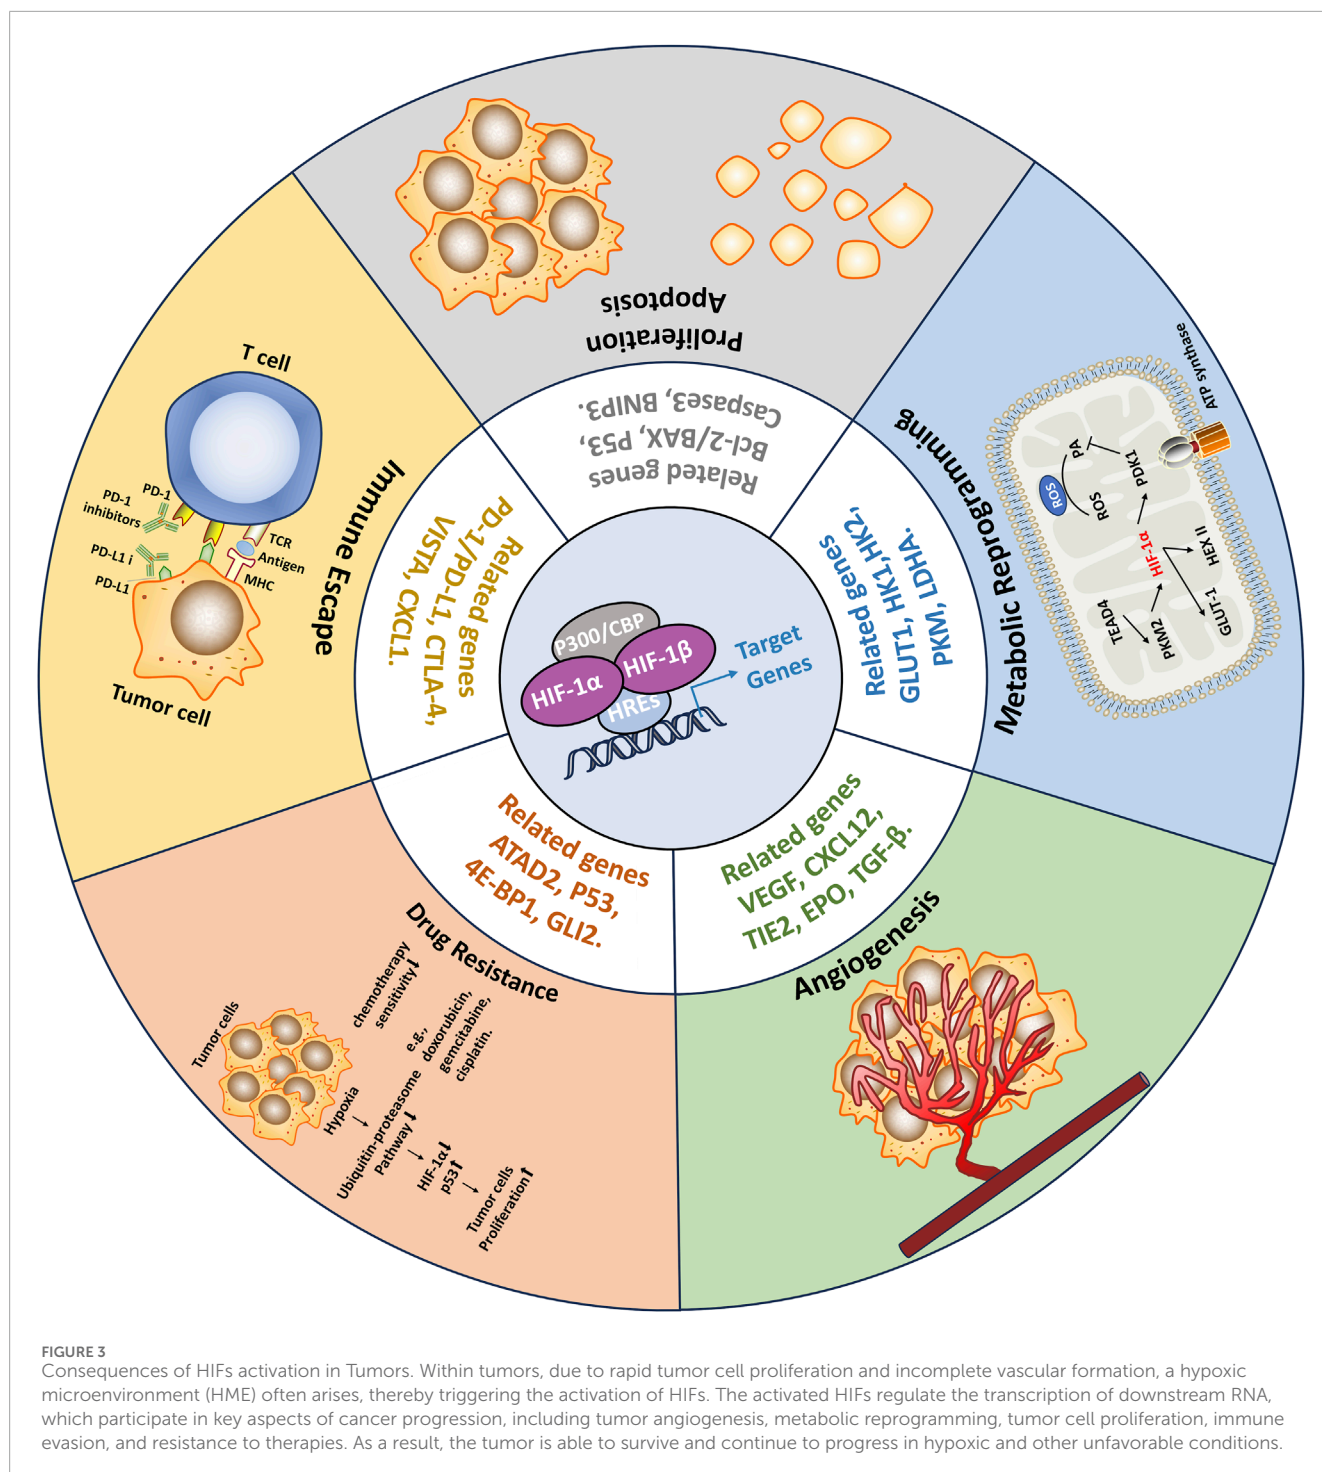 Proliferation
Apoptosis
Related genes
Bcl-2/BAX, P53,
Caspase3, BNIP3.
Metabolic Reprogramming
Related genes
GLUT1, HK1,HK2,
PKM, LDHA.
ATP synthase
PA
ROS
ROS
PDK1
HIF-1α
HEX II
GLUT-1
TEAD4
PKM2
Angiogenesis
Related genes
VEGF, CXCL12,
TIE2, EPO, TGF-β.
Drug Resistance
Related genes
ATAD2, P53,
4E-BP1, GLI2.
chemotherapy
sensitivity↓
e.g.,
doxorubicin,
gemcitabine,
cisplatin.
Tumor cells
Hypoxia
→
Ubiquitin-proteasome
Pathway↓
→
HIF-1α↓
p53↑
→
Tumor cells
Proliferation↑
Immune Escape
Related genes
PD-1/PD-L1, CTLA-4,
VISTA, CXCL1.
T cell
PD-1
PD-1
inhibitors
PD-L1 i
PD-L1
TCR
Antigen
MHC
Tumor cell
P300/CBP
HIF-1β
HIF-1α
HREs
Target
Genes
FIGURE 3
Consequences of HIFs activation in Tumors. Within tumors, due to rapid tumor cell proliferation and incomplete vascular formation, a hypoxic
microenvironment (HME) often arises, thereby triggering the activation of HIFs. The activated HIFs regulate the transcription of downstream RNA,
which participate in key aspects of cancer progression, including tumor angiogenesis, metabolic reprogramming, tumor cell proliferation, immune
evasion, and resistance to therapies. As a result, the tumor is able to survive and continue to progress in hypoxic and other unfavorable conditions.